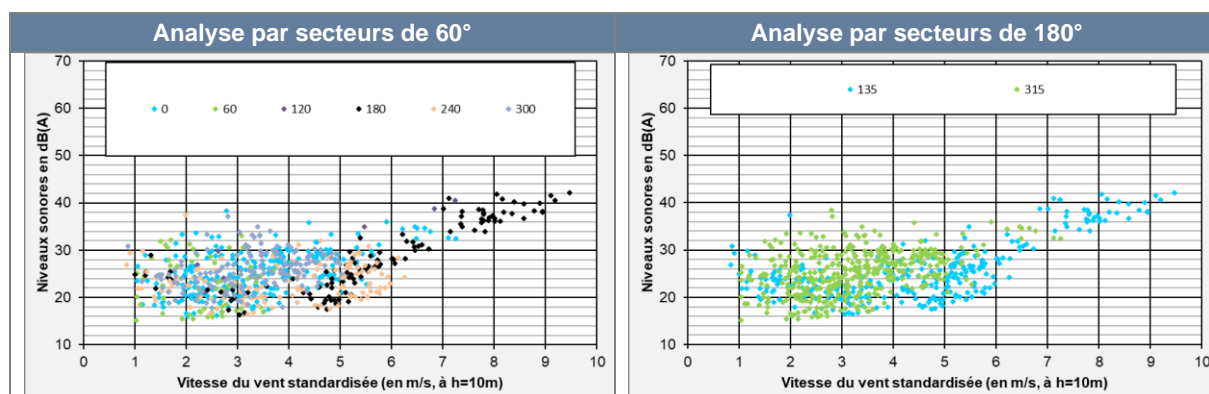 Analyse par secteurs de 60°
Analyse par secteurs de 180°
70
60
50
40
30
20
10
0 60 120 180 240 300
0 1 2 3 4 5 6 7 8 9 10
Niveaux sonores en dB(A)
Vitesse du vent standardisée (en m/s, à h=10m)
70
60
50
40
30
20
10
135 315
0 1 2 3 4 5 6 7 8 9 10
Niveaux sonores en dB(A)
Vitesse du vent standardisée (en m/s, à h=10m)